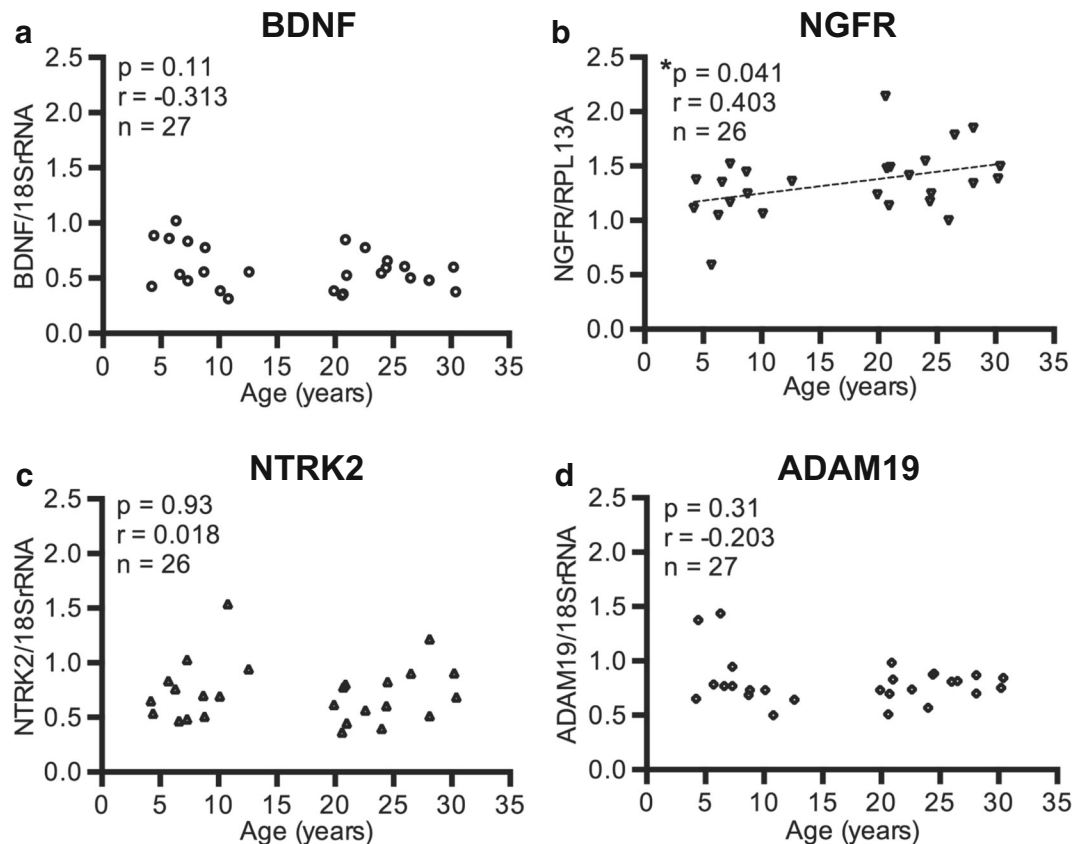 a
BDNF
p = 0.11
r = -0.313
n = 27
BDNF/18SrRNA
2.5
2.0
1.5
1.0
0.5
0.0
0 5 10 15 20 25 30 35
Age (years)
b
NGFR
*p = 0.041
r = 0.403
n = 26
NGFR/RPL13A
2.5
2.0
1.5
1.0
0.5
0.0
0 5 10 15 20 25 30 35
Age (years)
c
NTRK2
p = 0.93
r = 0.018
n = 26
NTRK2/18SrRNA
2.5
2.0
1.5
1.0
0.5
0.0
0 5 10 15 20 25 30 35
Age (years)
d
ADAM19
p = 0.31
r = -0.203
n = 27
ADAM19/18SrRNA
2.5
2.0
1.5
1.0
0.5
0.0
0 5 10 15 20 25 30 35
Age (years)